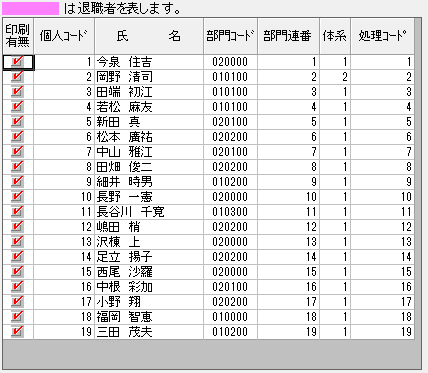 は退職者を表します。
印刷有無 個人ｺｰﾄﾞ 氏 名 部門ｺｰﾄﾞ 部門連番 体系 処理ｺｰﾄﾞ
1 今泉 住吉 020000 1 1 1
2 岡野 清司 010100 2 2 2
3 田端 初江 010100 3 1 3
4 若松 麻友 010100 4 1 4
5 新田 真 020100 5 1 5
6 松本 廣祐 020200 6 1 6
7 中山 雅江 020100 7 1 7
8 田畑 俊二 020200 8 1 8
9 細井 時男 010200 9 1 9
10 長野 一憲 020000 10 1 10
11 長谷川 千寛 010300 11 1 11
12 嶋田 梢 020200 12 1 12
13 沢棟 上 020000 13 1 13
14 足立 揚子 020200 14 1 14
15 西尾 沙羅 020000 15 1 15
16 中根 彩加 020100 16 1 16
17 小野 翔 020200 17 1 17
18 福岡 智恵 010000 18 1 18
19 三田 茂夫 010200 19 1 19